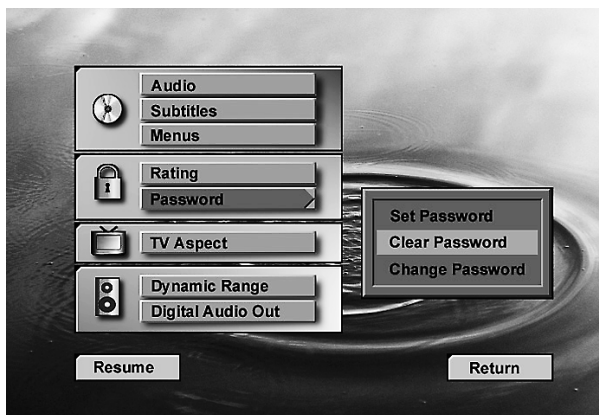 Audio
Subtitles
Menus
Rating
Password
TV Aspect
Dynamic Range
Digital Audio Out
Set Password
Clear Password
Change Password
Resume
Return